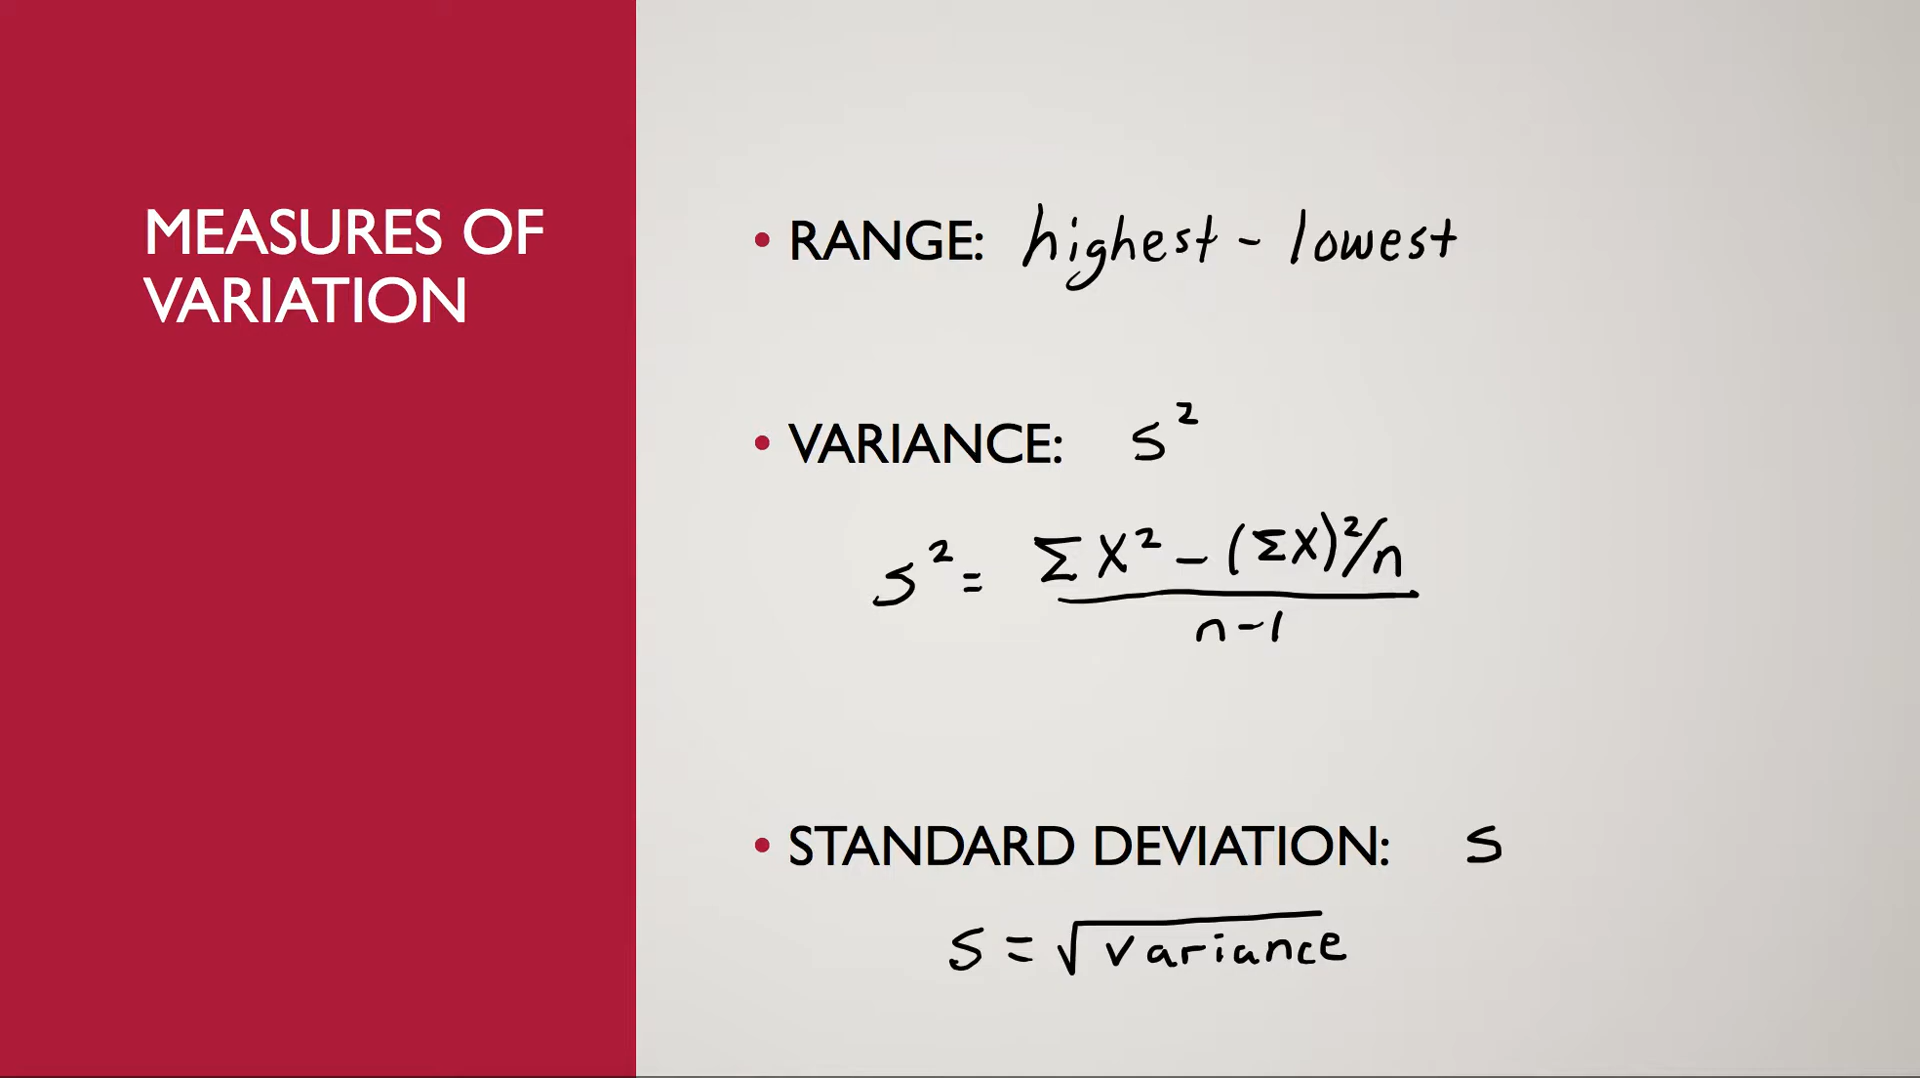 MEASURES OF
VARIATION
• RANGE: highest - lowest
• VARIANCE: s²
s² = ΣX² - (ΣX)²/n
n-1
• STANDARD DEVIATION: s
s = √variance